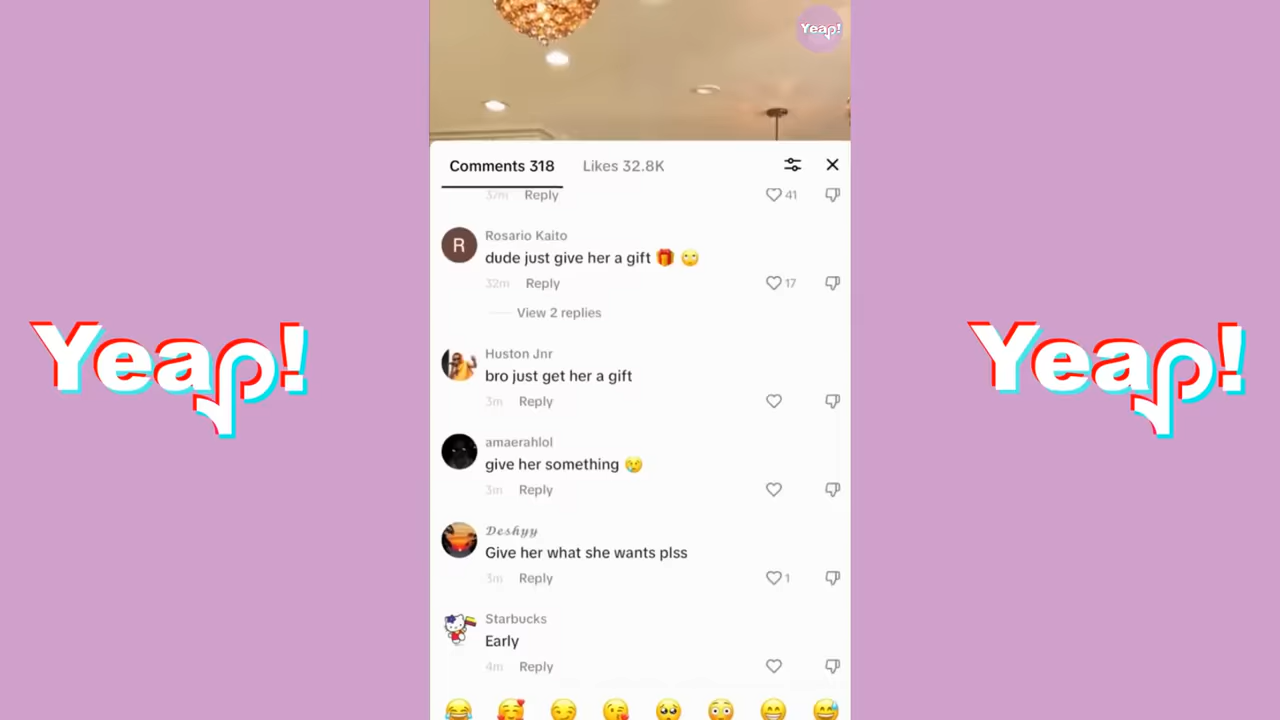 Yeap!
Comments 318 Likes 32.8K
37m Reply 41
R
Rosario Kaito
dude just give her a gift 🎁 🙄
32m Reply 17
View 2 replies
Huston Jnr
bro just get her a gift
3m Reply
amaerahlol
give her something 😢
3m Reply
𝓓𝓮𝓼𝓱𝔂𝔂
Give her what she wants plss
3m Reply 1
Starbucks
Early
4m Reply
Yeap!
Yeap!